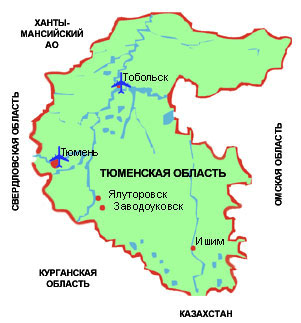 ХАНТЫ-
МАНСИЙСКИЙ
АО
Тобольск
СВЕРДЛОВСКАЯ ОБЛАСТЬ
Тюмень
ТЮМЕНСКАЯ ОБЛАСТЬ
ОМСКАЯ ОБЛАСТЬ
Ялуторовск
Заводоуковск
Ишим
КУРГАНСКАЯ
ОБЛАСТЬ
КАЗАХСТАН